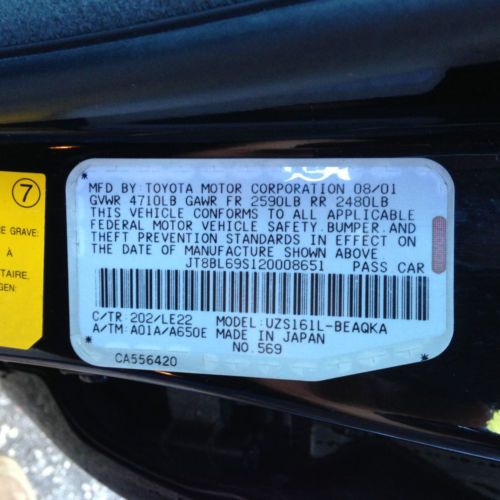 7
E GRAVE:
À
TAIRE,
GEN:
MFD BY: TOYOTA MOTOR CORPORATION 08/01
GVWR 4710LB GAWR FR 2590LB RR 2480LB
THIS VEHICLE CONFORMS TO ALL APPLICABLE
FEDERAL MOTOR VEHICLE SAFETY, BUMPER, AND
THEFT PREVENTION STANDARDS IN EFFECT ON
THE DATE OF MANUFACTURE SHOWN ABOVE
JT8BL69S120008651 PASS CAR
C/TR: 202/LE22 MODEL: UZS161L-BEAQKA
A/TM: A01A/A650E MADE IN JAPAN
NO.569
CA556420